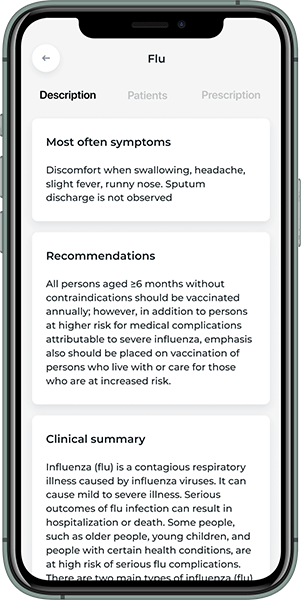 Flu
Description Patients Prescription
Most often symptoms
Discomfort when swallowing, headache,
slight fever, runny nose. Sputum
discharge is not observed
Recommendations
All persons aged ≥6 months without
contraindications should be vaccinated
annually; however, in addition to persons
at higher risk for medical complications
attributable to severe influenza, emphasis
also should be placed on vaccination of
persons who live with or care for those
who are at increased risk.
Clinical summary
Influenza (flu) is a contagious respiratory
illness caused by influenza viruses. It can
cause mild to severe illness. Serious
outcomes of flu infection can result in
hospitalization or death. Some people,
such as older people, young children, and
people with certain health conditions, are
at high risk of serious flu complications.
There are two main types of influenza (flu)